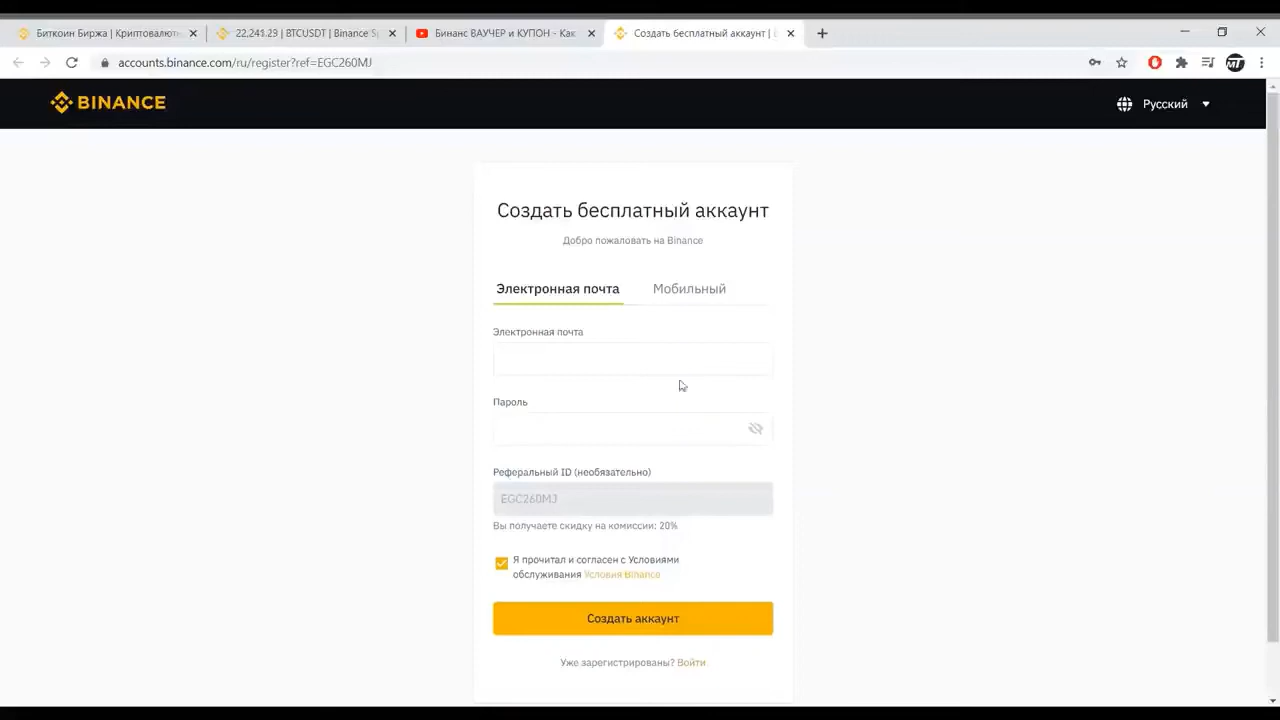 Биткоин Биржа | Криптовалютн
22,241.23 | BTCUSDT | Binance Sp
Бинанс ВАУЧЕР и КУПОН - Как
Создать бесплатный аккаунт | B
accounts.binance.com/ru/register?ref=EGC260MJ
BINANCE
Русский
Создать бесплатный аккаунт
Добро пожаловать на Binance
Электронная почта
Мобильный
Электронная почта
Пароль
Реферальный ID (необязательно)
EGC260MJ
Вы получаете скидку на комиссии: 20%
Я прочитал и согласен с Условиями
обслуживания Условия Binance
Создать аккаунт
Уже зарегистрированы? Войти